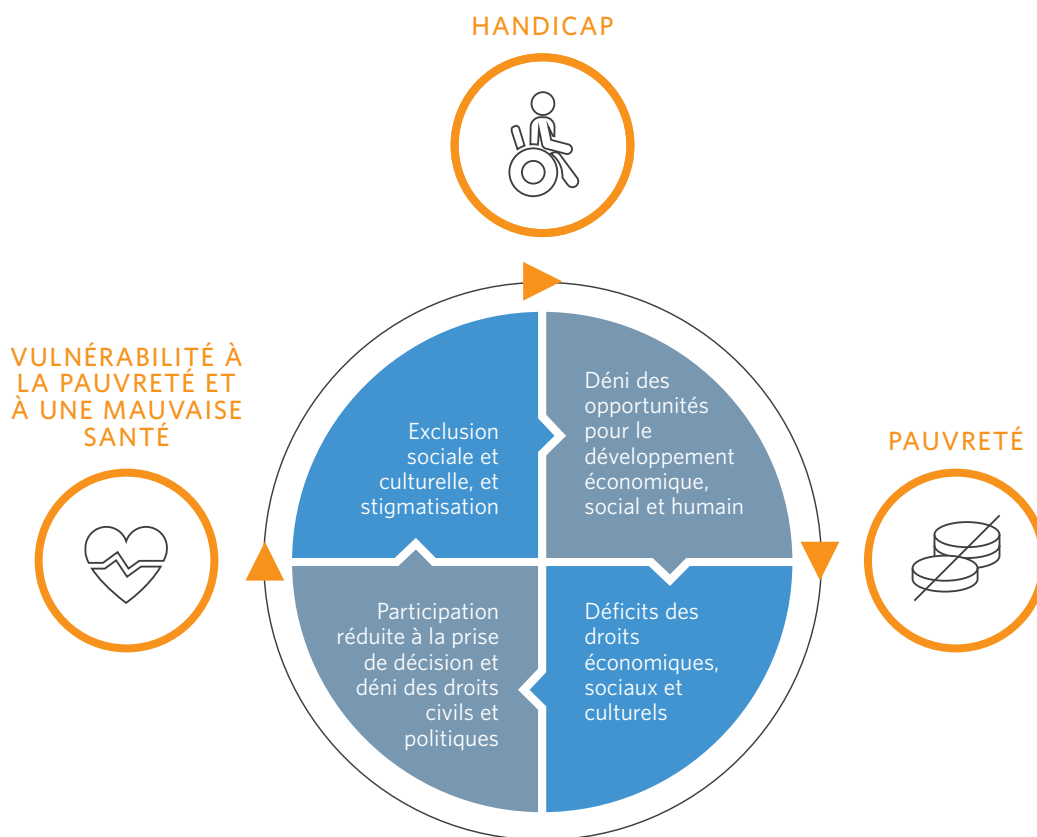 HANDICAP
VULNÉRABILITÉ À
LA PAUVRETÉ ET
À UNE MAUVAISE
SANTÉ
Exclusion
sociale et
culturelle, et
stigmatisation
Déni des
opportunités
pour le
développement
économique,
social et humain
PAUVRETÉ
Participation
réduite à la prise
de décision et
déni des droits
civils et
politiques
Déficits des
droits
économiques,
sociaux et
culturels